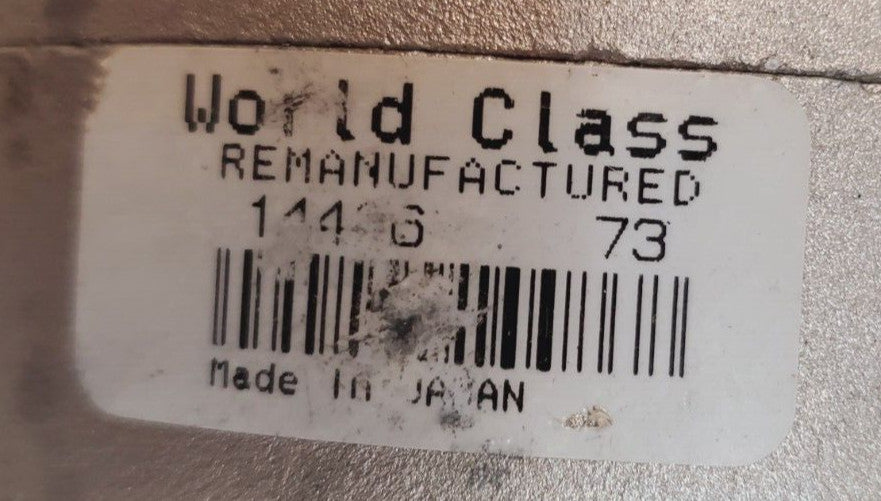 World Class
REMANUFACTURED
73
Made In JAPAN